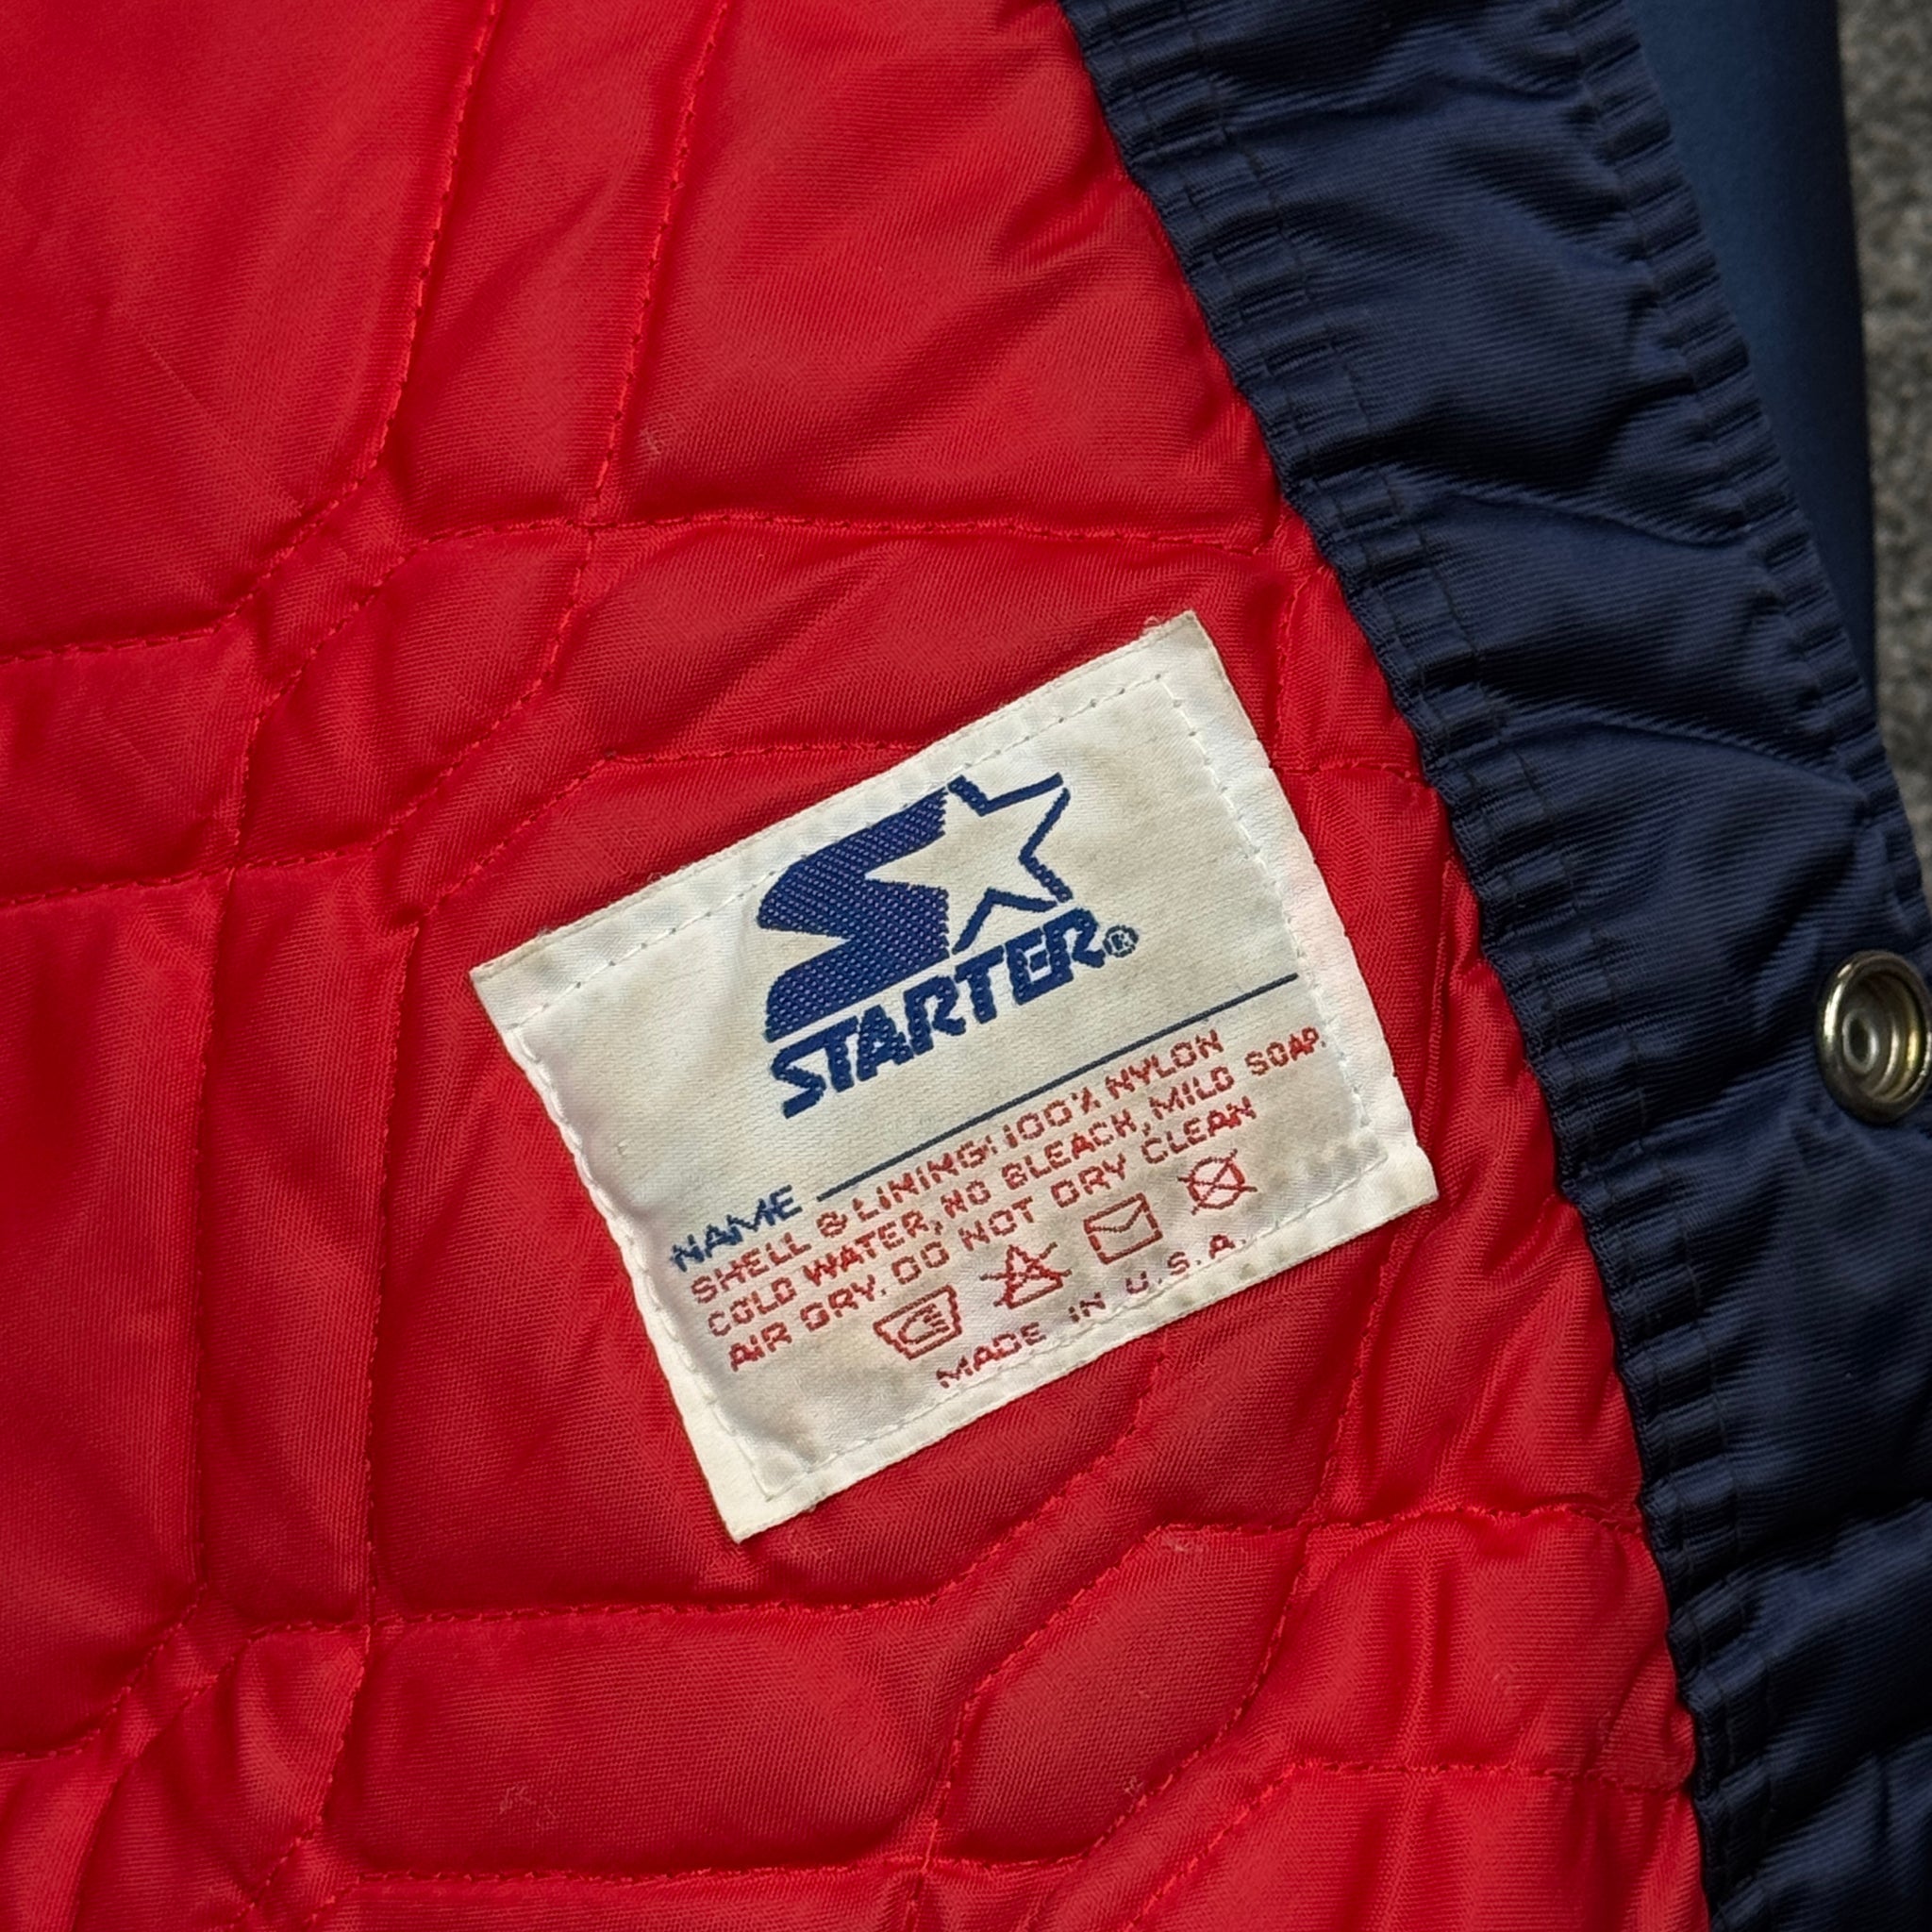 STARTER®
NAME
SHELL & LINING: 100% NYLON
COLD WATER, NO BLEACH, MILD SOAP.
AIR DRY. DO NOT DRY CLEAN
MADE IN U.S.A.